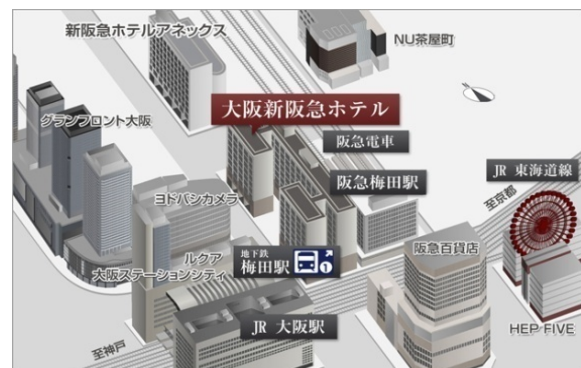 新阪急ホテルアネックス
NU茶屋町
大阪新阪急ホテル
グランフロント大阪
阪急電車
JR 東海道線
阪急梅田駅
至京都
ヨドバシカメラ
阪急百貨店
ルクア
大阪ステーションシティ
地下鉄
梅田駅
1
JR 大阪駅
HEP FIVE
至神戸